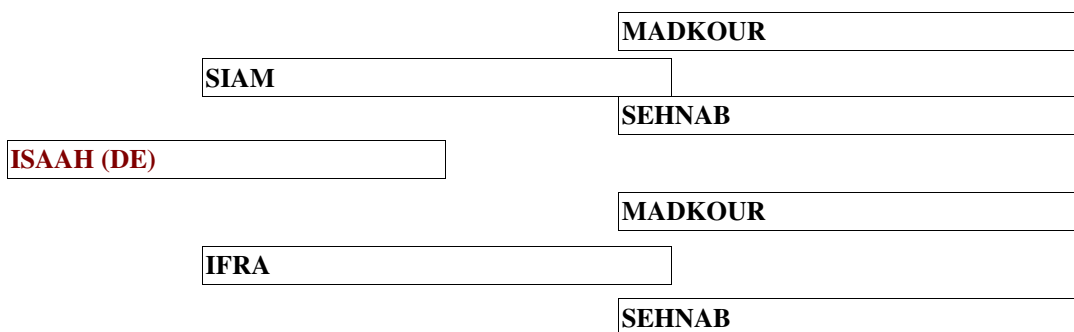 MADKOUR
SIAM
SEHNAB
ISAAH (DE)
MADKOUR
IFRA
SEHNAB